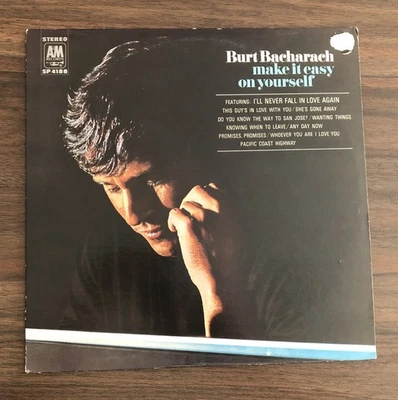 STEREO
A&M
RECORDS
SP 4188
Burt Bacharach
make it easy
on yourself
FEATURING: I'LL NEVER FALL IN LOVE AGAIN
THIS GUY'S IN LOVE WITH YOU/SHE'S GONE AWAY
DO YOU KNOW THE WAY TO SAN JOSE?/WANTING THINGS
KNOWING WHEN TO LEAVE/ANY DAY NOW
PROMISES, PROMISES/WHOEVER YOU ARE I LOVE YOU
PACIFIC COAST HIGHWAY